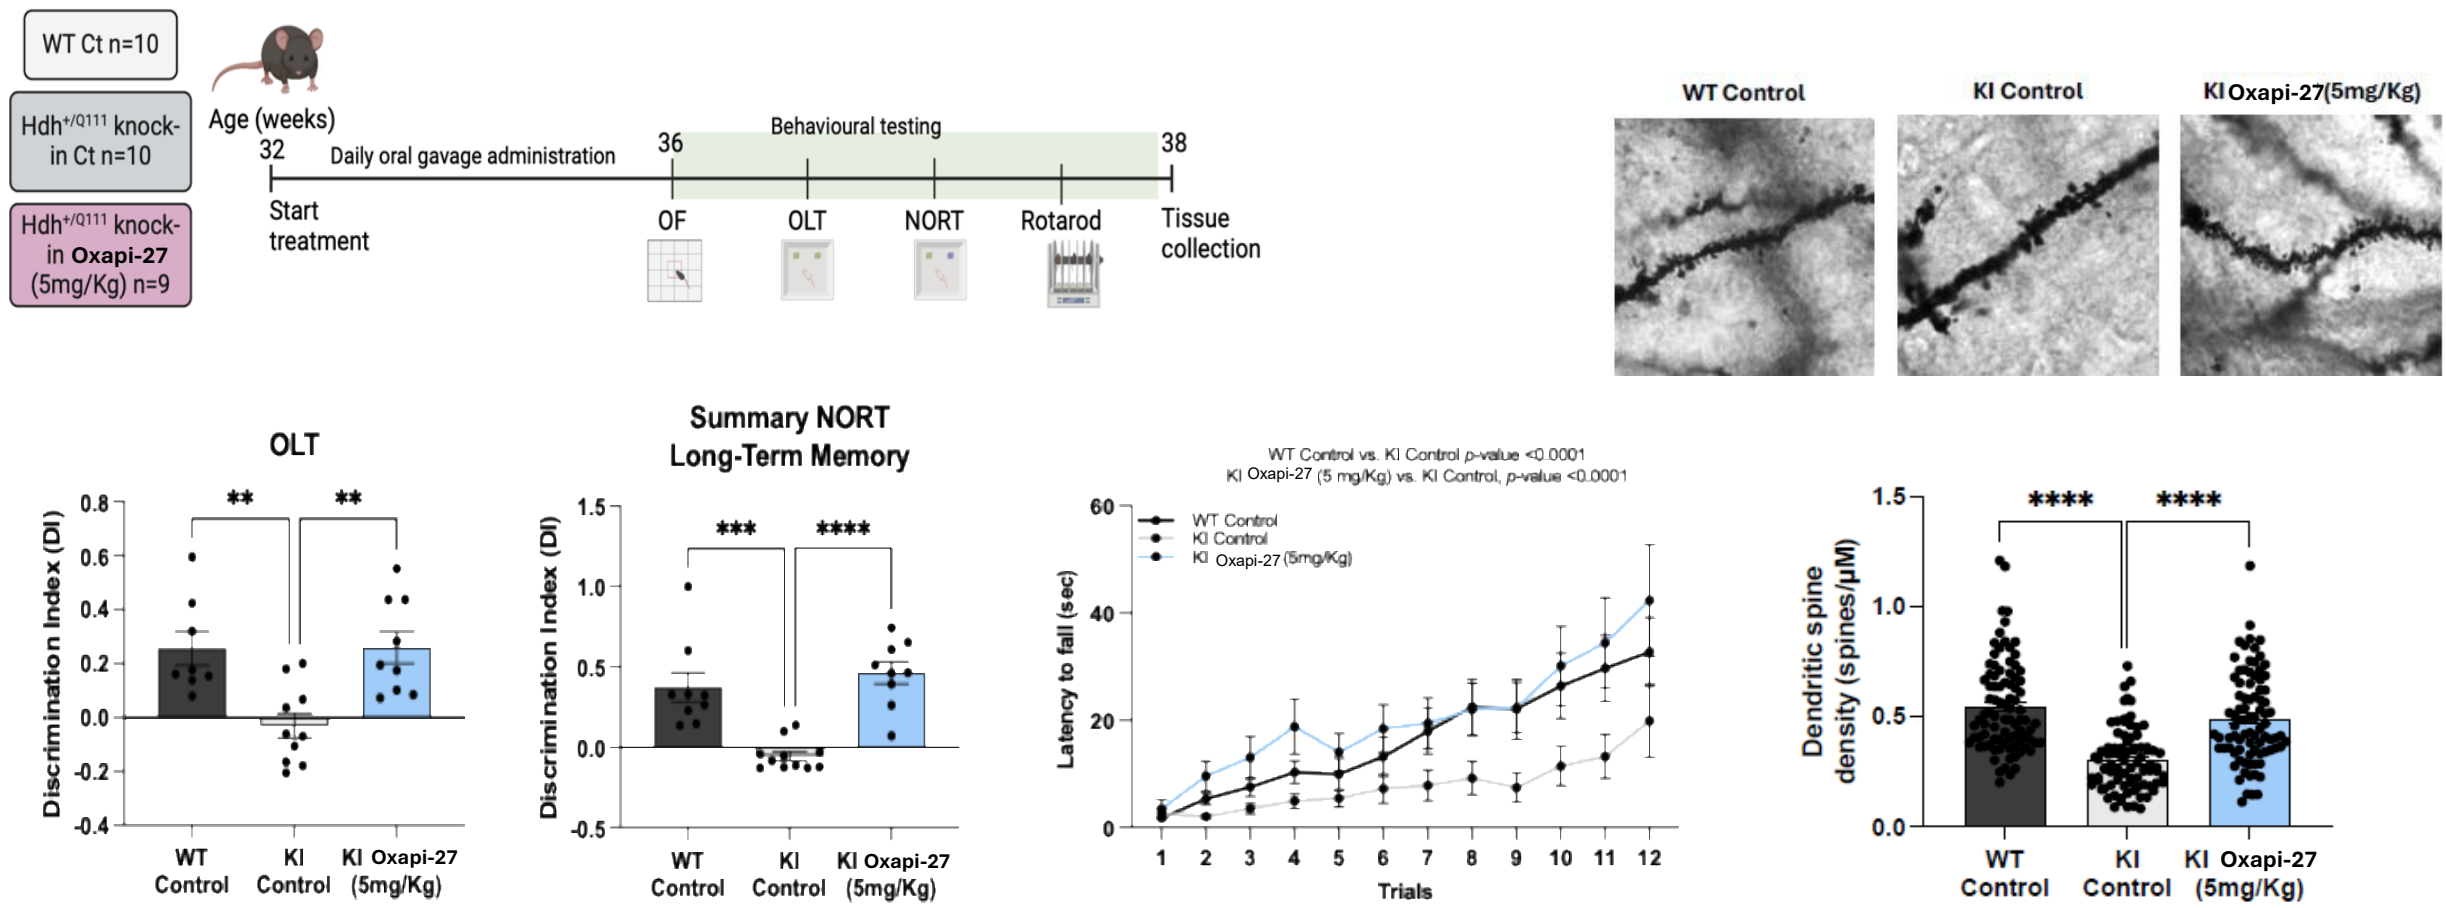 WT Ct n=10
Hdh+/Q111 knock-
in Ct n=10
Hdh+/Q111 knock-
in Oxapi-27
(5mg/Kg) n=9
Age (weeks)
32
Daily oral gavage administration
36
Behavioural testing
38
Start
treatment
OF
OLT
NORT
Rotarod
Tissue
collection
WT Control
KI Control
KI Oxapi-27(5mg/Kg)
OLT
Discrimination Index (DI)
0.8
0.6
0.4
0.2
0.0
-0.2
-0.4
**
**
WT
Control
KI
Control
KI Oxapi-27
(5mg/Kg)
Summary NORT
Long-Term Memory
Discrimination Index (DI)
1.5
1.0
0.5
0.0
-0.5
***
****
WT
Control
KI
Control
KI Oxapi-27
(5mg/Kg)
WT Control vs. KI Control p-value <0.0001
KI Oxapi-27 (5 mg/Kg) vs. KI Control, p-value <0.0001
WT Control
KI Control
KI Oxapi-27 (5mg/Kg)
Latency to fall (sec)
60
40
20
0
1 2 3 4 5 6 7 8 9 10 11 12
Trials
Dendritic spine
density (spines/µM)
1.5
1.0
0.5
0.0
****
****
WT
Control
KI
Control
KI Oxapi-27
(5mg/Kg)